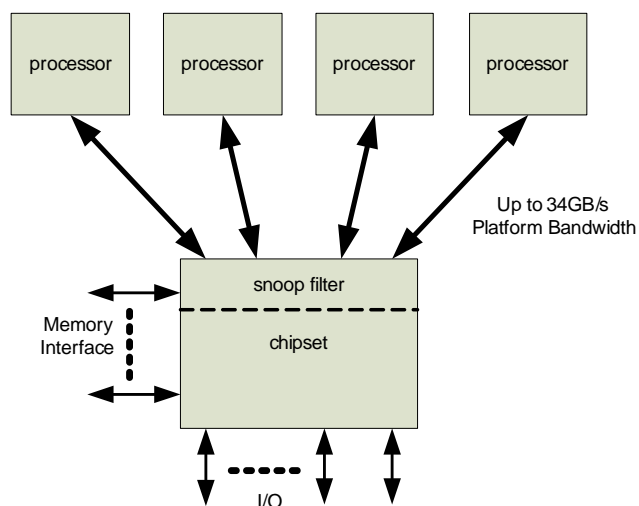 processor
processor
processor
processor
Up to 34GB/s
Platform Bandwidth
snoop filter
Memory
Interface
chipset
I/O